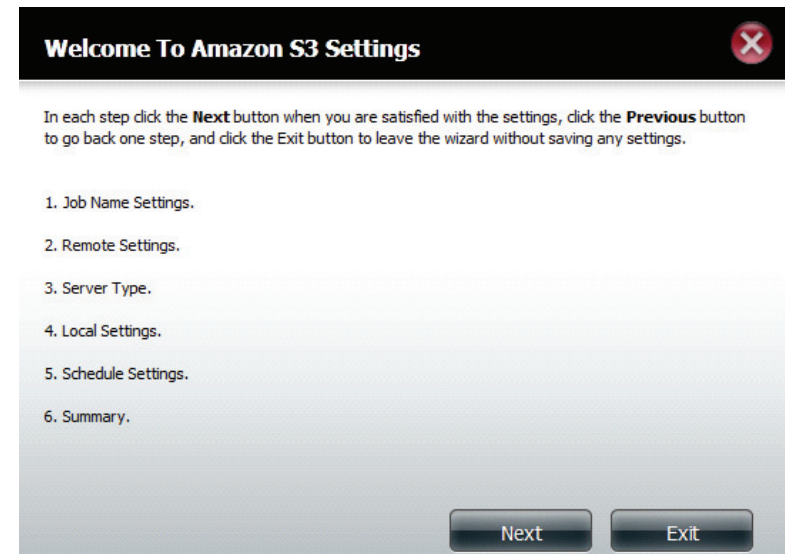 Welcome To Amazon S3 Settings
In each step click the Next button when you are satisfied with the settings, click the Previous button
to go back one step, and click the Exit button to leave the wizard without saving any settings.
1. Job Name Settings.
2. Remote Settings.
3. Server Type.
4. Local Settings.
5. Schedule Settings.
6. Summary.
Next Exit